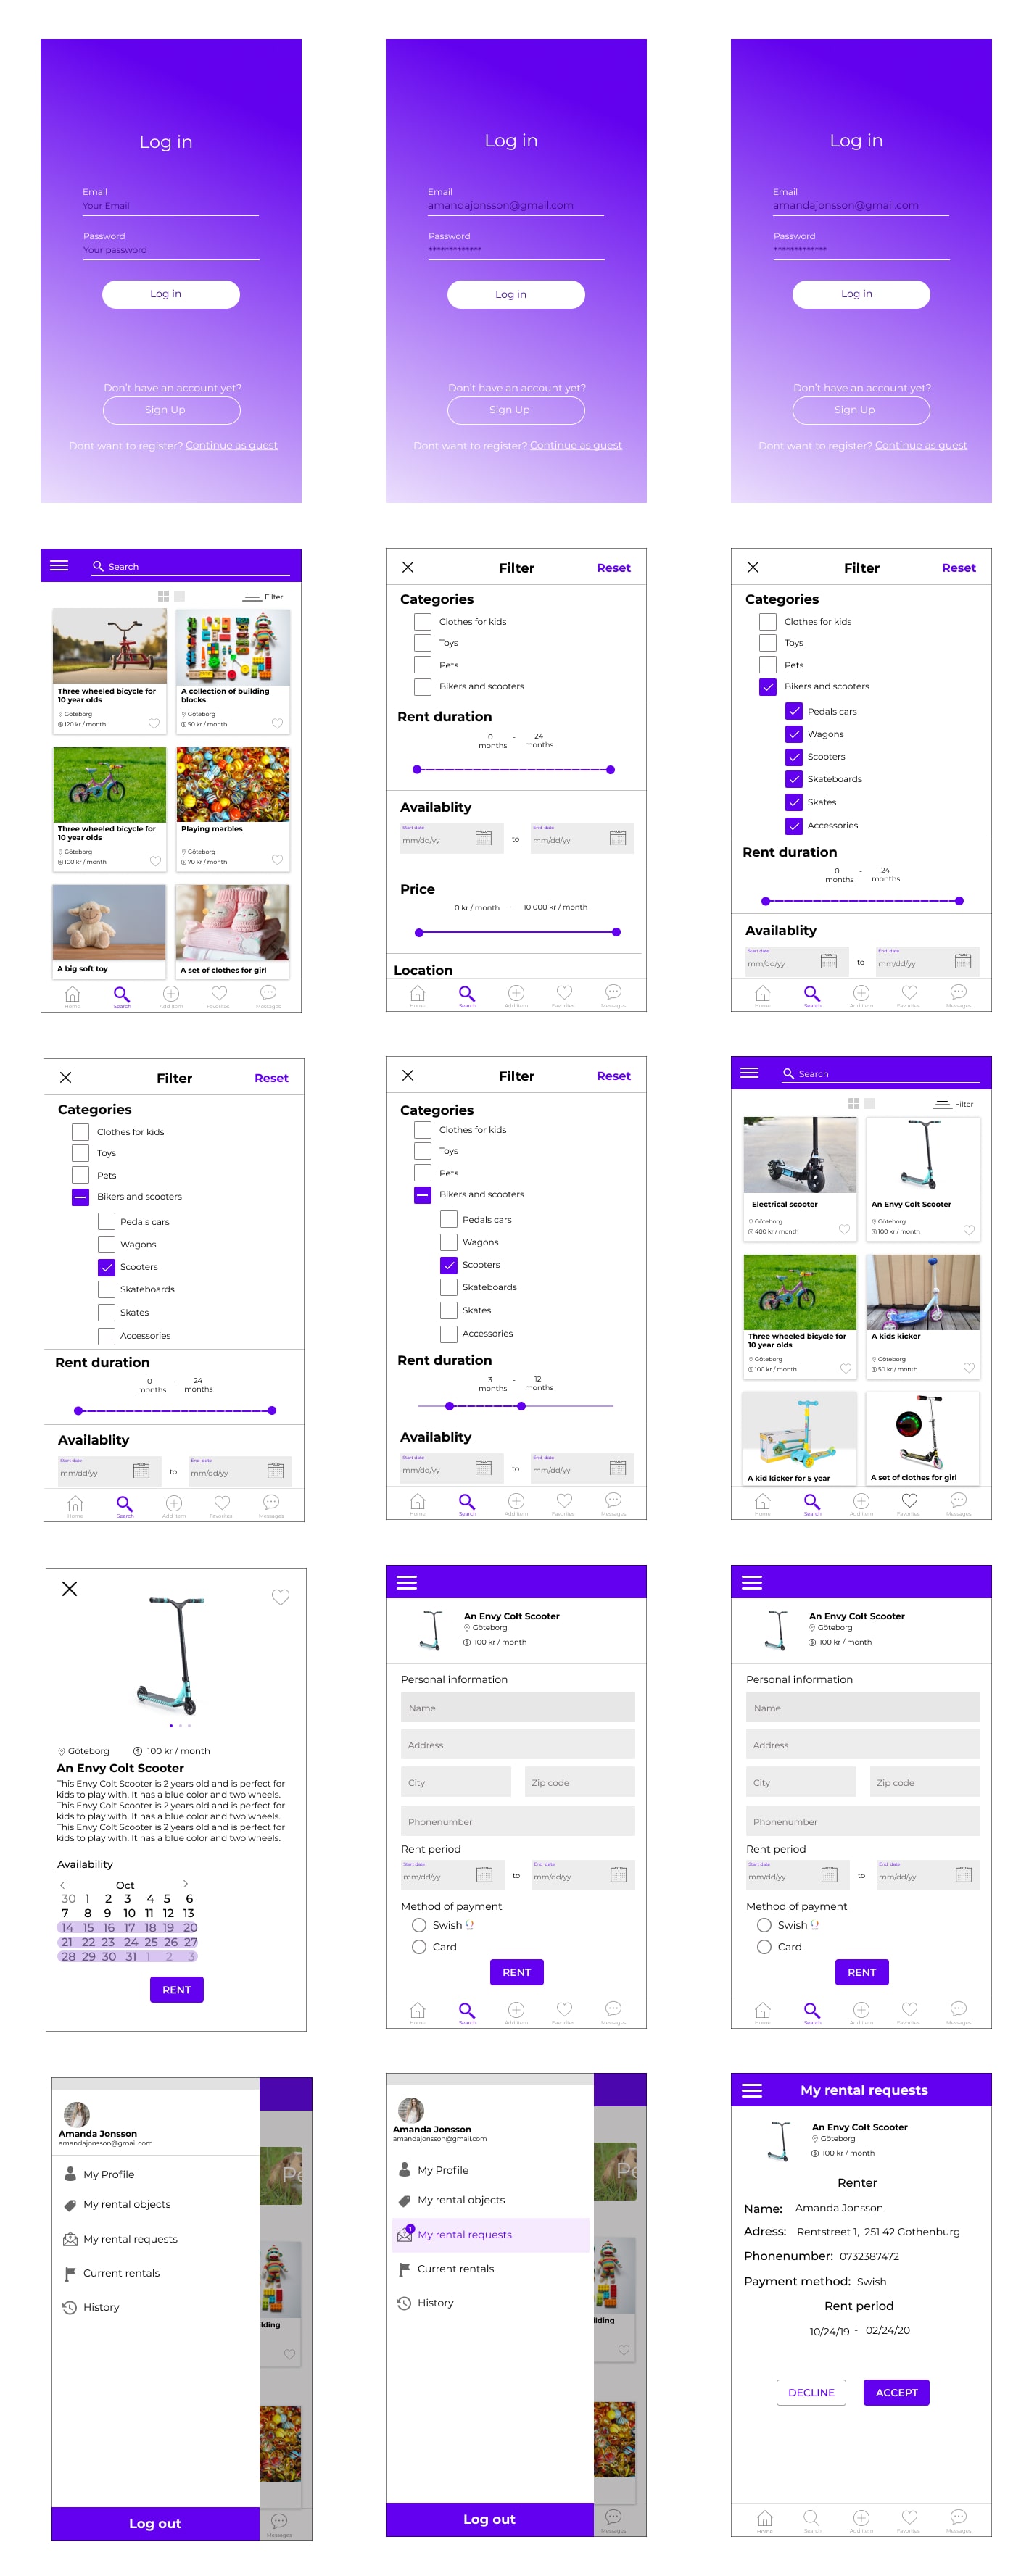 Log in
Email
Your Email
Password
Your password
Log in
Don't have an account yet?
Sign Up
Dont want to register? Continue as guest
Log in
Email
amandajonsson@gmail.com
Password
*************
Log in
Don't have an account yet?
Sign Up
Dont want to register? Continue as guest
Log in
Email
amandajonsson@gmail.com
Password
*************
Log in
Don't have an account yet?
Sign Up
Dont want to register? Continue as guest
Search
Filter
Three wheeled bicycle for
10 year olds
Göteborg
120 kr / month
A collection of building
blocks
Göteborg
50 kr / month
Three wheeled bicycle for
10 year olds
Göteborg
100 kr / month
Playing marbles
Göteborg
70 kr / month
A big soft toy
A set of clothes for girl
Home
Search
Add item
Favorites
Messages
Filter
Reset
Categories
Clothes for kids
Toys
Pets
Bikers and scooters
Rent duration
0 - 24
months months
Availablity
Start date
mm/dd/yy
to
End date
mm/dd/yy
Price
0 kr / month - 10 000 kr / month
Location
Home
Search
Add item
Favorites
Messages
Filter
Reset
Categories
Clothes for kids
Toys
Pets
Bikers and scooters
Pedals cars
Wagons
Scooters
Skateboards
Skates
Accessories
Rent duration
0 - 24
months months
Availablity
Start date
mm/dd/yy
to
End date
mm/dd/yy
Home
Search
Add item
Favorites
Messages
Filter
Reset
Categories
Clothes for kids
Toys
Pets
Bikers and scooters
Pedals cars
Wagons
Scooters
Skateboards
Skates
Accessories
Rent duration
0 - 24
months months
Availablity
Start date
mm/dd/yy
to
End date
mm/dd/yy
Home
Search
Add item
Favorites
Messages
Filter
Reset
Categories
Clothes for kids
Toys
Pets
Bikers and scooters
Pedals cars
Wagons
Scooters
Skateboards
Skates
Accessories
Rent duration
3 - 12
months months
Availablity
Start date
mm/dd/yy
to
End date
mm/dd/yy
Home
Search
Add item
Favorites
Messages
Search
Filter
Electrical scooter
Göteborg
400 kr / month
An Envy Colt Scooter
Göteborg
100 kr / month
Three wheeled bicycle for
10 year olds
Göteborg
100 kr / month
A kids kicker
Göteborg
50 kr / month
A kid kicker for 5 year
A set of clothes for girl
Home
Search
Add item
Favorites
Messages
Göteborg
100 kr / month
An Envy Colt Scooter
This Envy Colt Scooter is 2 years old and is perfect for
kids to play with. It has a blue color and two wheels.
This Envy Colt Scooter is 2 years old and is perfect for
kids to play with. It has a blue color and two wheels.
This Envy Colt Scooter is 2 years old and is perfect for
kids to play with. It has a blue color and two wheels.
Availability
< Oct >
30 1 2 3 4 5 6
7 8 9 10 11 12 13
14 15 16 17 18 19 20
21 22 23 24 25 26 27
28 29 30 31 1 2 3
RENT
An Envy Colt Scooter
Göteborg
100 kr / month
Personal information
Name
Address
City
Zip code
Phonenumber
Rent period
Start date
mm/dd/yy
to
End date
mm/dd/yy
Method of payment
Swish
Card
RENT
Home
Search
Add item
Favorites
Messages
An Envy Colt Scooter
Göteborg
100 kr / month
Personal information
Name
Address
City
Zip code
Phonenumber
Rent period
Start date
mm/dd/yy
to
End date
mm/dd/yy
Method of payment
Swish
Card
RENT
Home
Search
Add item
Favorites
Messages
Amanda Jonsson
amandajonsson@gmail.com
My Profile
My rental objects
My rental requests
Current rentals
History
Pe
ilding
Log out
Messages
Amanda Jonsson
amandajonsson@gmail.com
My Profile
My rental objects
1
My rental requests
Current rentals
History
Pe
ilding
Log out
Messages
My rental requests
An Envy Colt Scooter
Göteborg
100 kr / month
Renter
Name: Amanda Jonsson
Adress: Rentstreet 1, 251 42 Gothenburg
Phonenumber: 0732387472
Payment method: Swish
Rent period
10/24/19 - 02/24/20
DECLINE
ACCEPT
Home
Search
Add item
Favorites
Messages